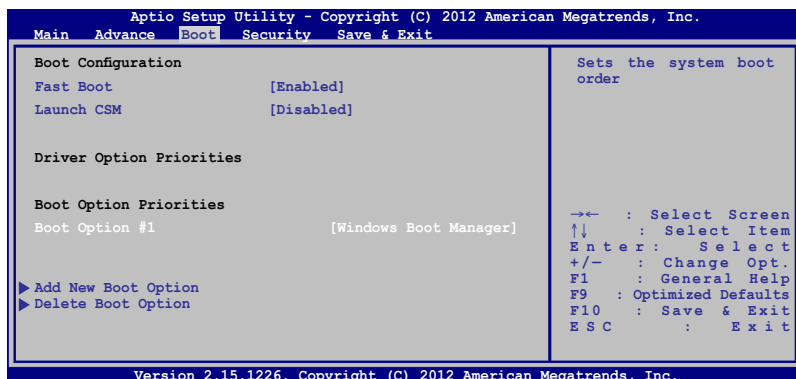 Aptio Setup Utility - Copyright (C) 2012 American Megatrends, Inc.
Main Advance Boot Security Save & Exit
Boot Configuration
Fast Boot [Enabled]
Launch CSM [Disabled]
Driver Option Priorities
Boot Option Priorities
Boot Option #1 [Windows Boot Manager]
Add New Boot Option
Delete Boot Option
Sets the system boot
order
→← : Select Screen
↑↓ : Select Item
Enter: Select
+/— : Change Opt.
F1 : General Help
F9 : Optimized Defaults
F10 : Save & Exit
ESC : Exit
Version 2.15.1226. Copyright (C) 2012 American Megatrends, Inc.